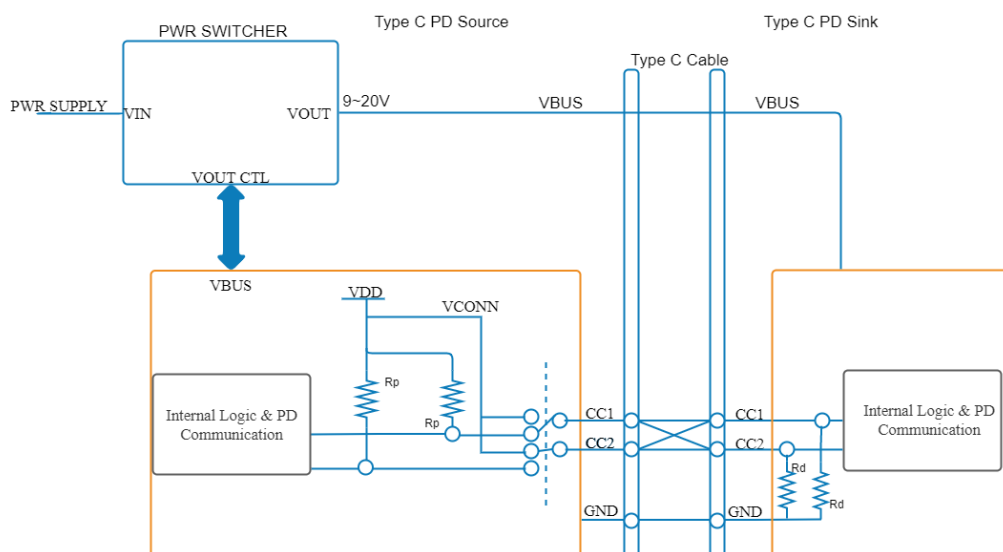 Type C PD Source
Type C PD Sink
PWR SWITCHER
Type C Cable
PWR SUPPLY
VIN
VOUT
9~20V
VBUS
VBUS
VOUT CTL
VBUS
VDD
VCONN
Rp
Rp
Internal Logic & PD
Communication
CC1
CC1
CC2
CC2
Internal Logic & PD
Communication
Rd
Rd
GND
GND